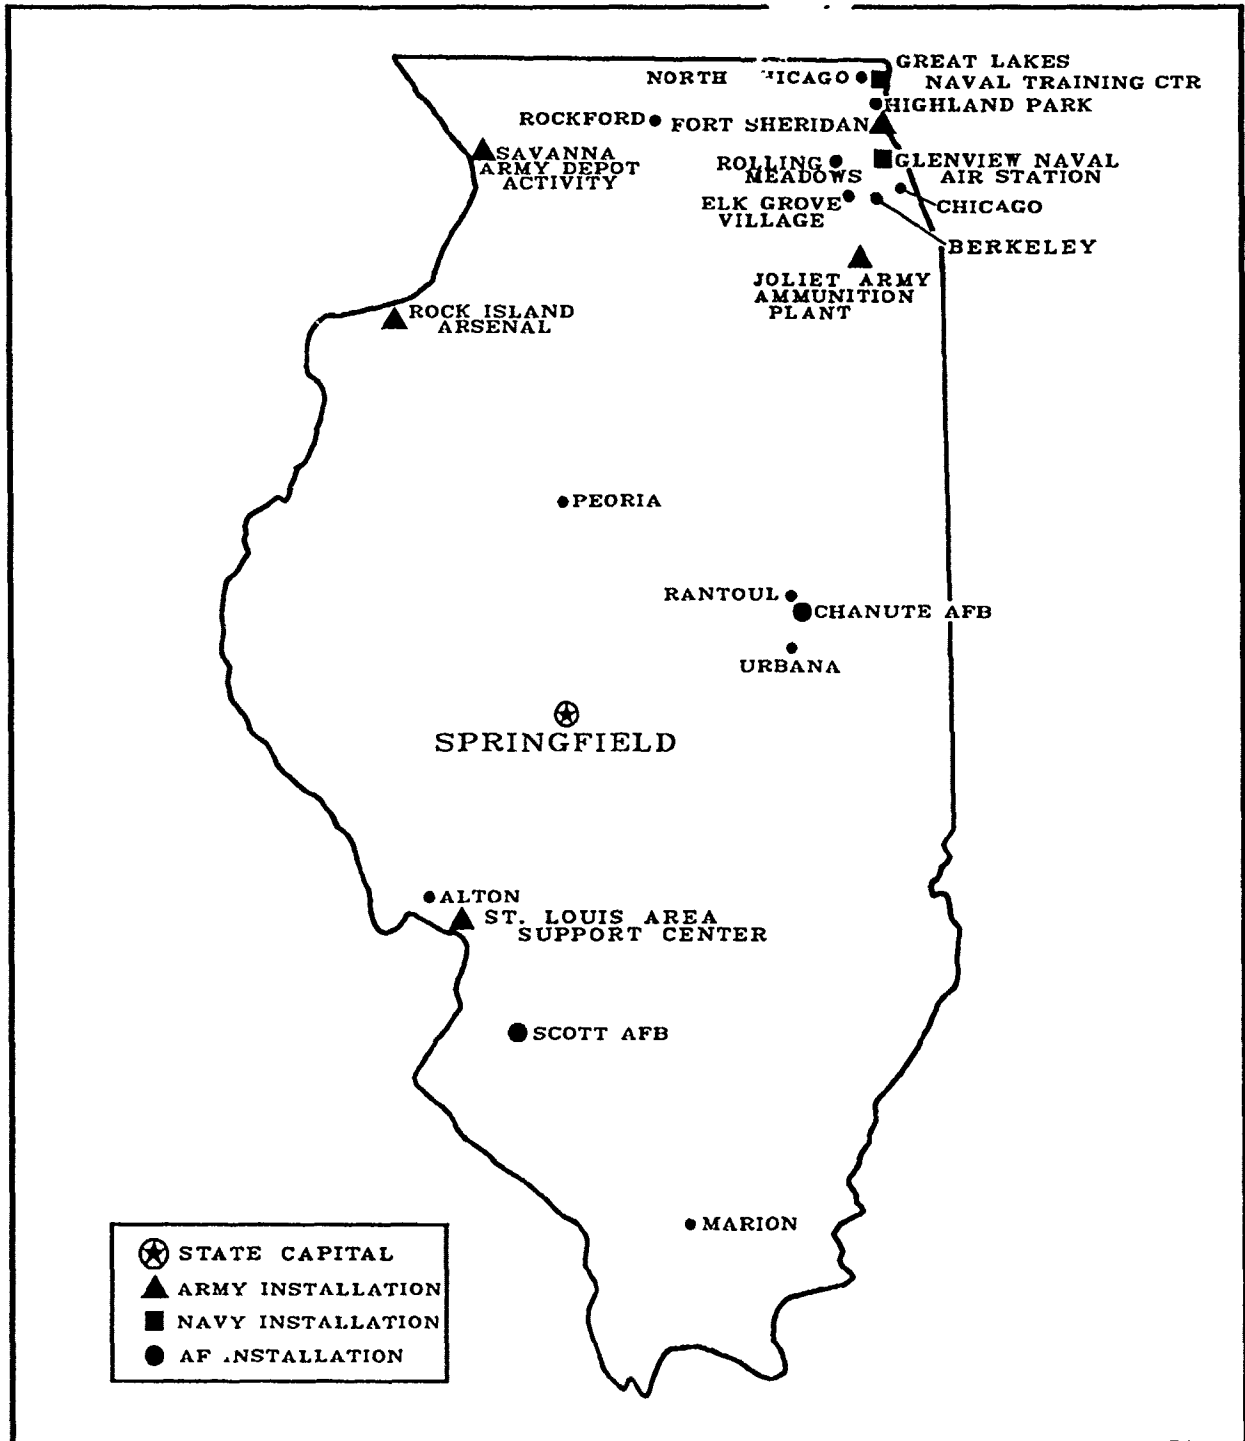 GREAT LAKES
NAVAL TRAINING CTR
NORTH HICAGO
HIGHLAND PARK
ROCKFORD
FORT SHERIDAN
SAVANNA
ARMY DEPOT
ACTIVITY
ROLLING
MEADOWS
GLENVIEW NAVAL
AIR STATION
ELK GROVE
VILLAGE
CHICAGO
BERKELEY
JOLIET ARMY
AMMUNITION
PLANT
ROCK ISLAND
ARSENAL
PEORIA
RANTOUL
CHANUTE AFB
URBANA
SPRINGFIELD
ALTON
ST. LOUIS AREA
SUPPORT CENTER
SCOTT AFB
MARION
STATE CAPITAL
ARMY INSTALLATION
NAVY INSTALLATION
AF .NSTALLATION